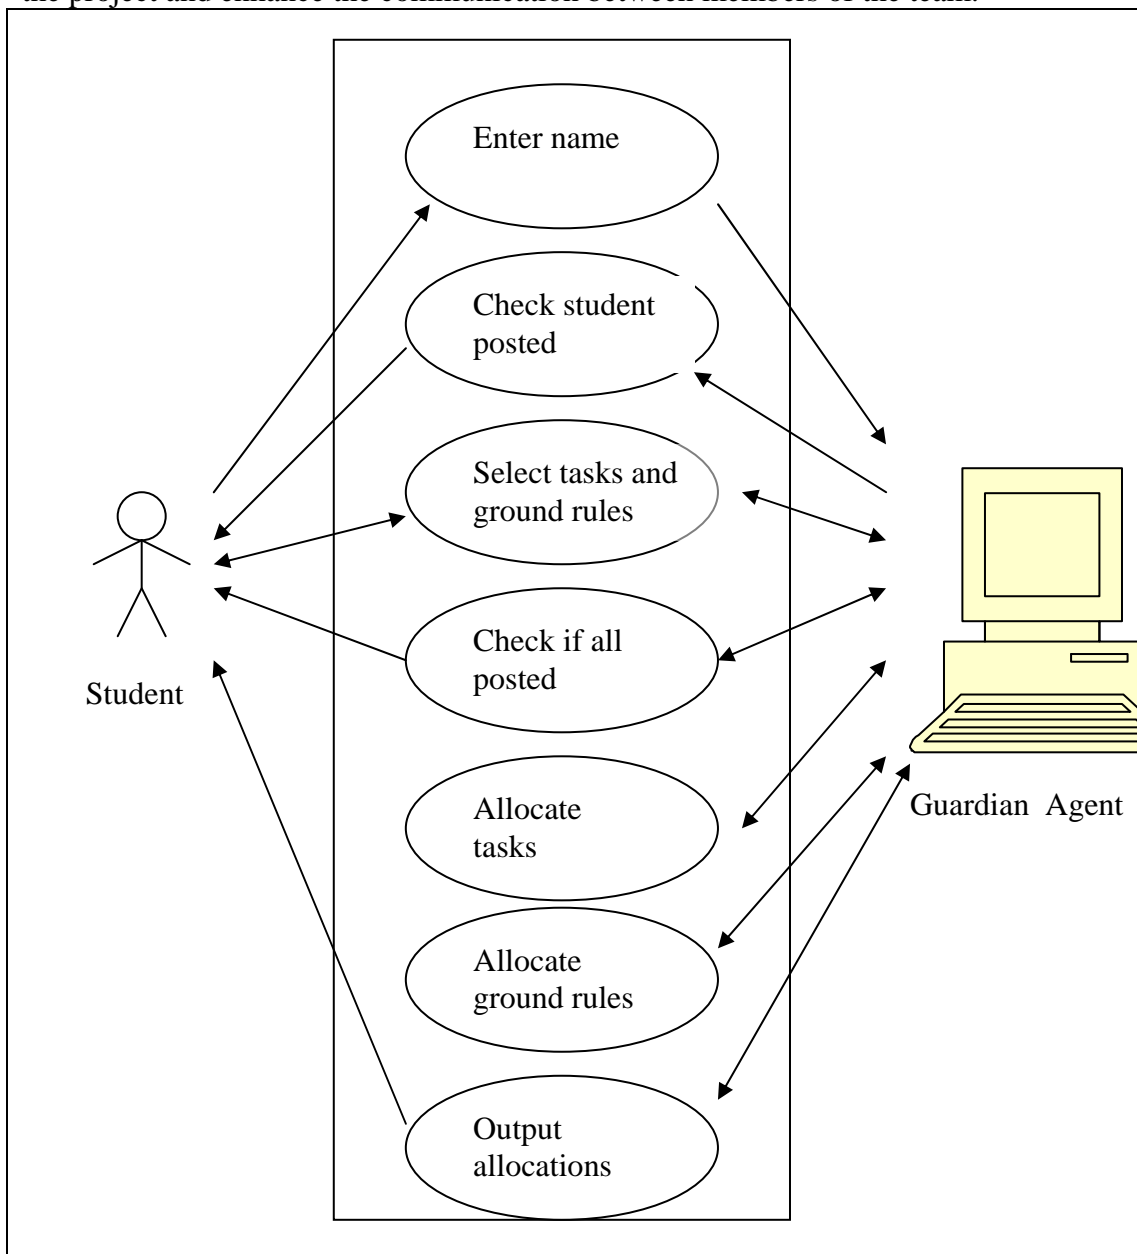 the project and enhance the communication between members of the team.
Enter name
Check student
posted
Select tasks and
ground rules
Check if all
posted
Student
Allocate
tasks
Guardian Agent
Allocate
ground rules
Output
allocations